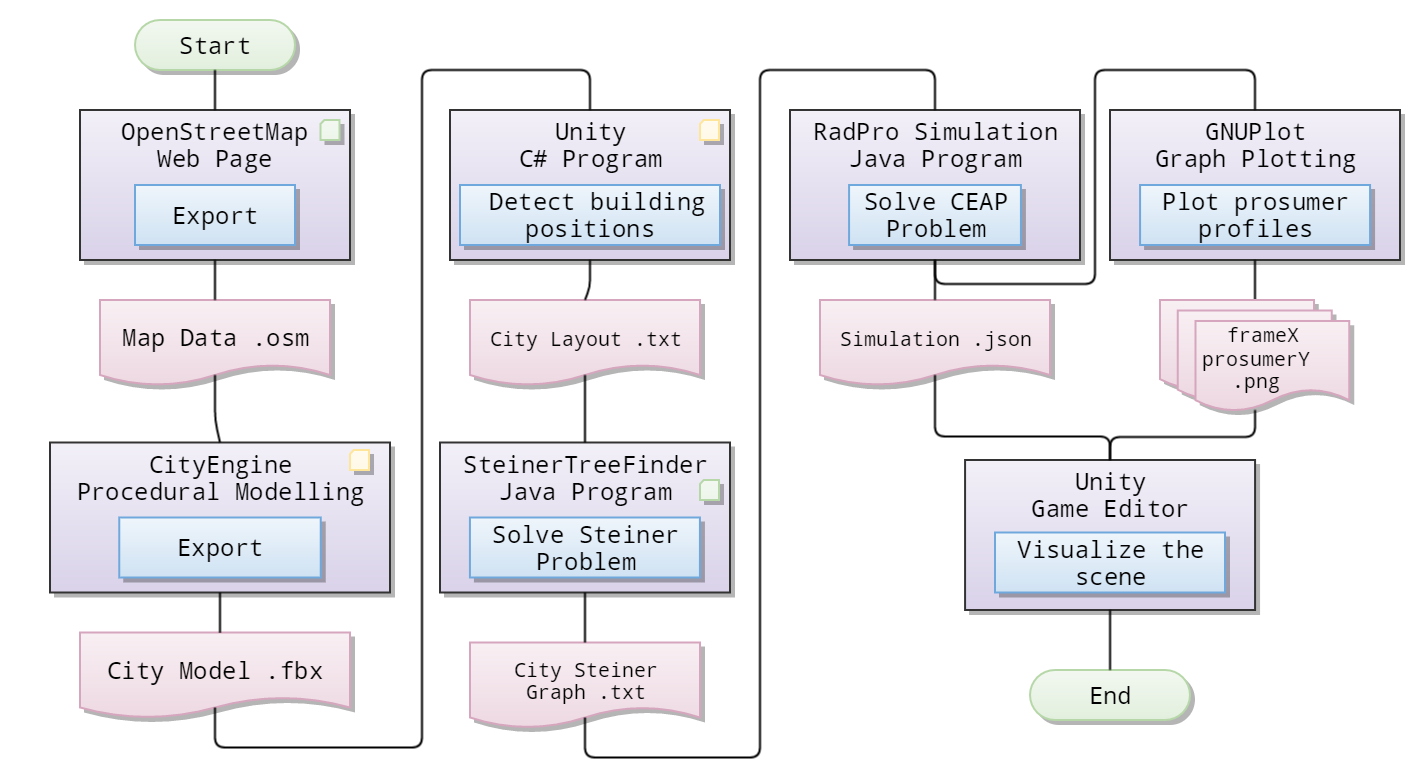 Start
OpenStreetMap
Web Page
Export
Map Data .osm
CityEngine
Procedural Modelling
Export
City Model .fbx
Unity
C# Program
Detect building
positions
City Layout .txt
SteinerTreeFinder
Java Program
Solve Steiner
Problem
City Steiner
Graph .txt
RadPro Simulation
Java Program
Solve CEAP
Problem
Simulation .json
GNUPlot
Graph Plotting
Plot prosumer
profiles
frameX
prosumerY
.png
Unity
Game Editor
Visualize the
scene
End